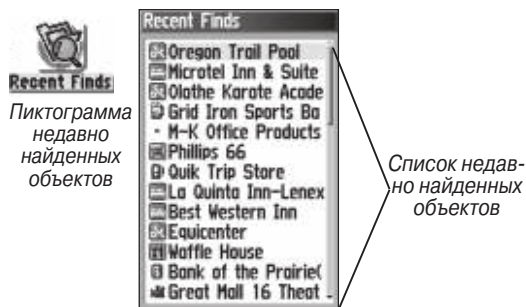 Recent Finds
Пиктограмма
недавно
найденных
объектов
Recent Finds
Oregon Trail Pool
Microtel Inn & Suite
Olathe Karate Acade
Grid Iron Sports Ba
M-K Office Products
Phillips 66
Quik Trip Store
La Quinta Inn-Lenex
Best Western Inn
Equicenter
Waffle House
Bank of the Prairie(
Great Mall 16 Theat
Список недав-
но найденных
объектов